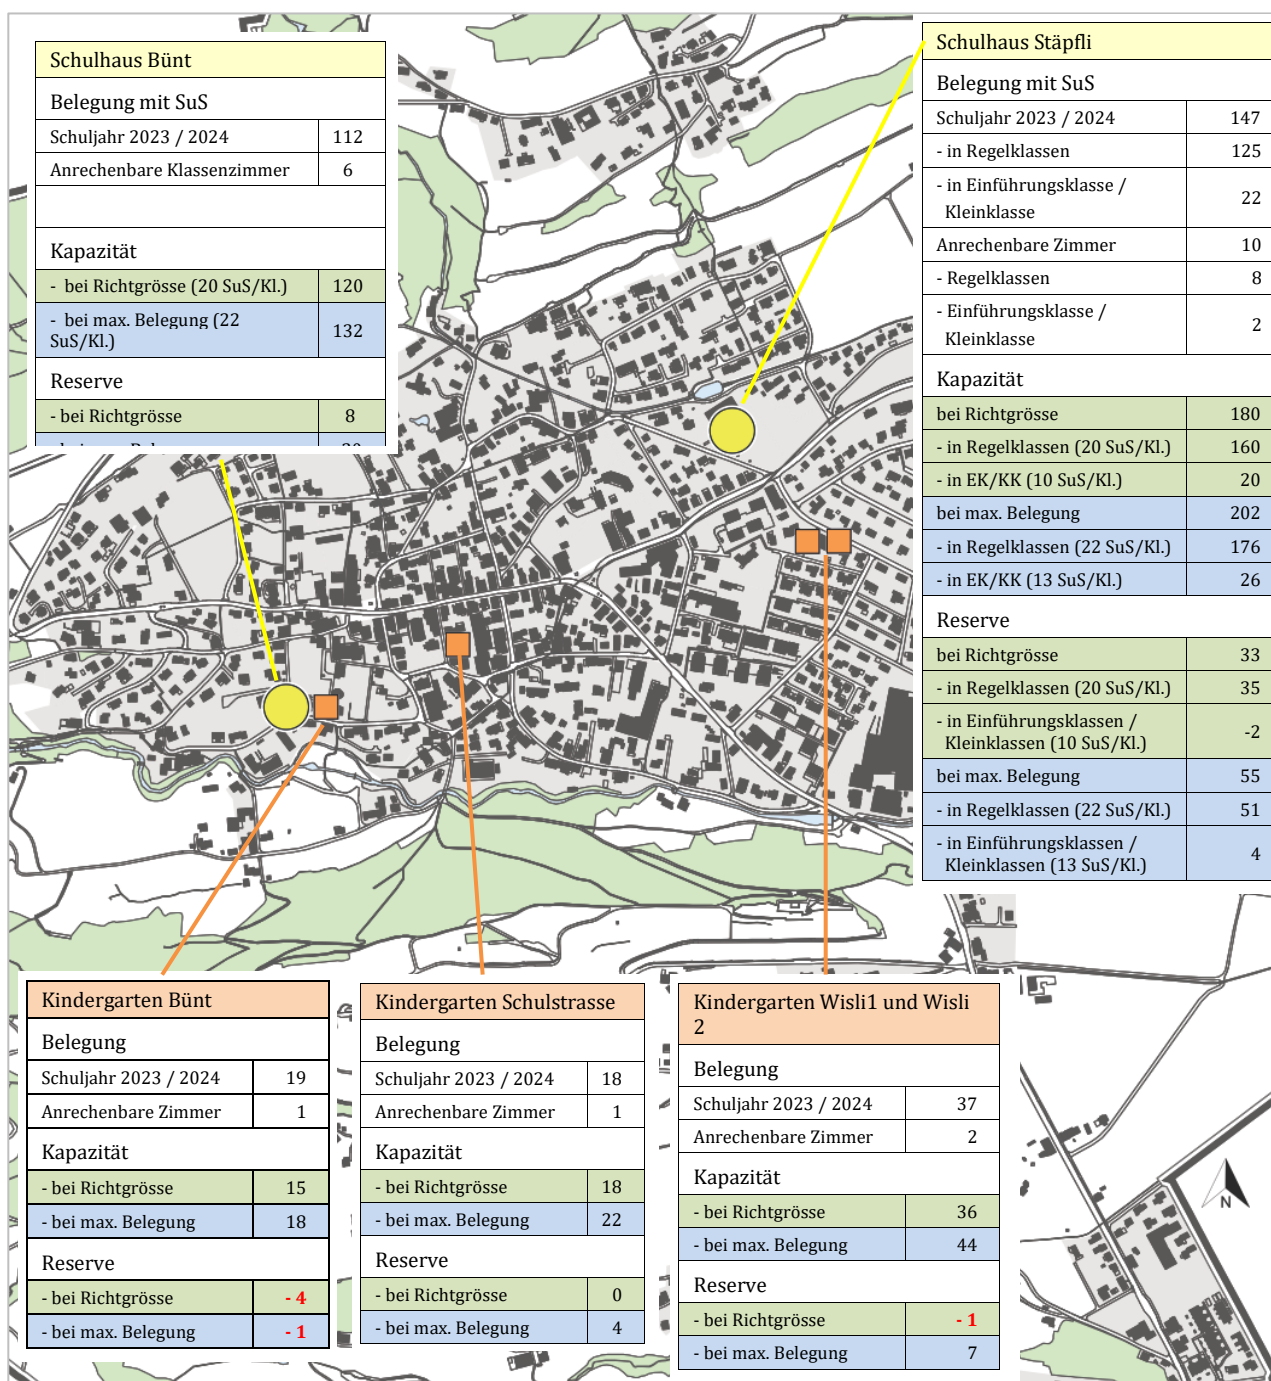 Schulhaus Bünt
Belegung mit SuS
Schuljahr 2023 / 2024 112
Anrechenbare Klassenzimmer 6
Kapazität
- bei Richtgrösse (20 SuS/Kl.) 120
- bei max. Belegung (22
SuS/Kl.) 132
Reserve
- bei Richtgrösse 8
Schulhaus Stäpfli
Belegung mit SuS
Schuljahr 2023 / 2024 147
- in Regelklassen 125
- in Einführungsklasse /
Kleinklasse 22
Anrechenbare Zimmer 10
- Regelklassen 8
- Einführungsklasse /
Kleinklasse 2
Kapazität
bei Richtgrösse 180
- in Regelklassen (20 SuS/Kl.) 160
- in EK/KK (10 SuS/Kl.) 20
bei max. Belegung 202
- in Regelklassen (22 SuS/Kl.) 176
- in EK/KK (13 SuS/Kl.) 26
Reserve
bei Richtgrösse 33
- in Regelklassen (20 SuS/Kl.) 35
- in Einführungsklassen /
Kleinklassen (10 SuS/Kl.) -2
bei max. Belegung 55
- in Regelklassen (22 SuS/Kl.) 51
- in Einführungsklassen /
Kleinklassen (13 SuS/Kl.) 4
Kindergarten Bünt
Belegung
Schuljahr 2023 / 2024 19
Anrechenbare Zimmer 1
Kapazität
- bei Richtgrösse 15
- bei max. Belegung 18
Reserve
- bei Richtgrösse - 4
- bei max. Belegung - 1
Kindergarten Schulstrasse
Belegung
Schuljahr 2023 / 2024 18
Anrechenbare Zimmer 1
Kapazität
- bei Richtgrösse 18
- bei max. Belegung 22
Reserve
- bei Richtgrösse 0
- bei max. Belegung 4
Kindergarten Wisli1 und Wisli
2
Belegung
Schuljahr 2023 / 2024 37
Anrechenbare Zimmer 2
Kapazität
- bei Richtgrösse 36
- bei max. Belegung 44
Reserve
- bei Richtgrösse - 1
- bei max. Belegung 7
N